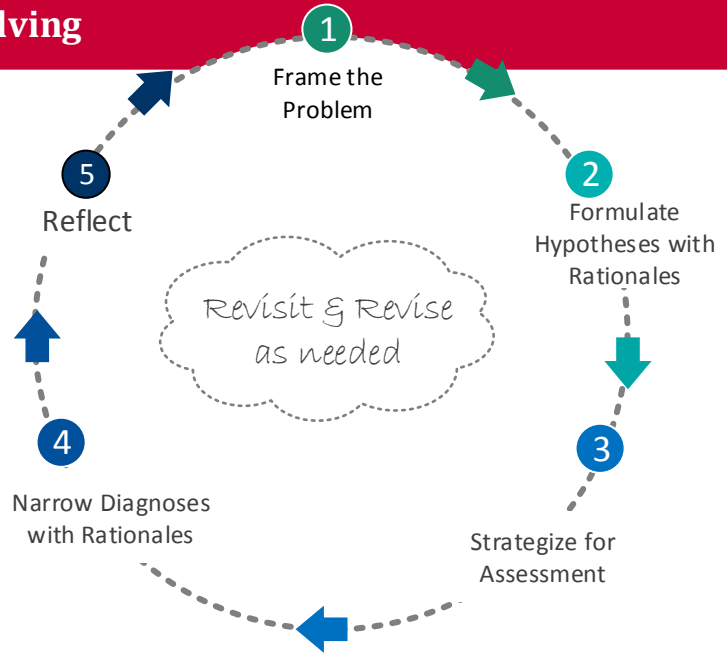 lving
1
Frame the
Problem
2
Formulate
Hypotheses with
Rationales
3
Strategize for
Assessment
4
Narrow Diagnoses
with Rationales
5
Reflect
Revisit & Revise
as needed